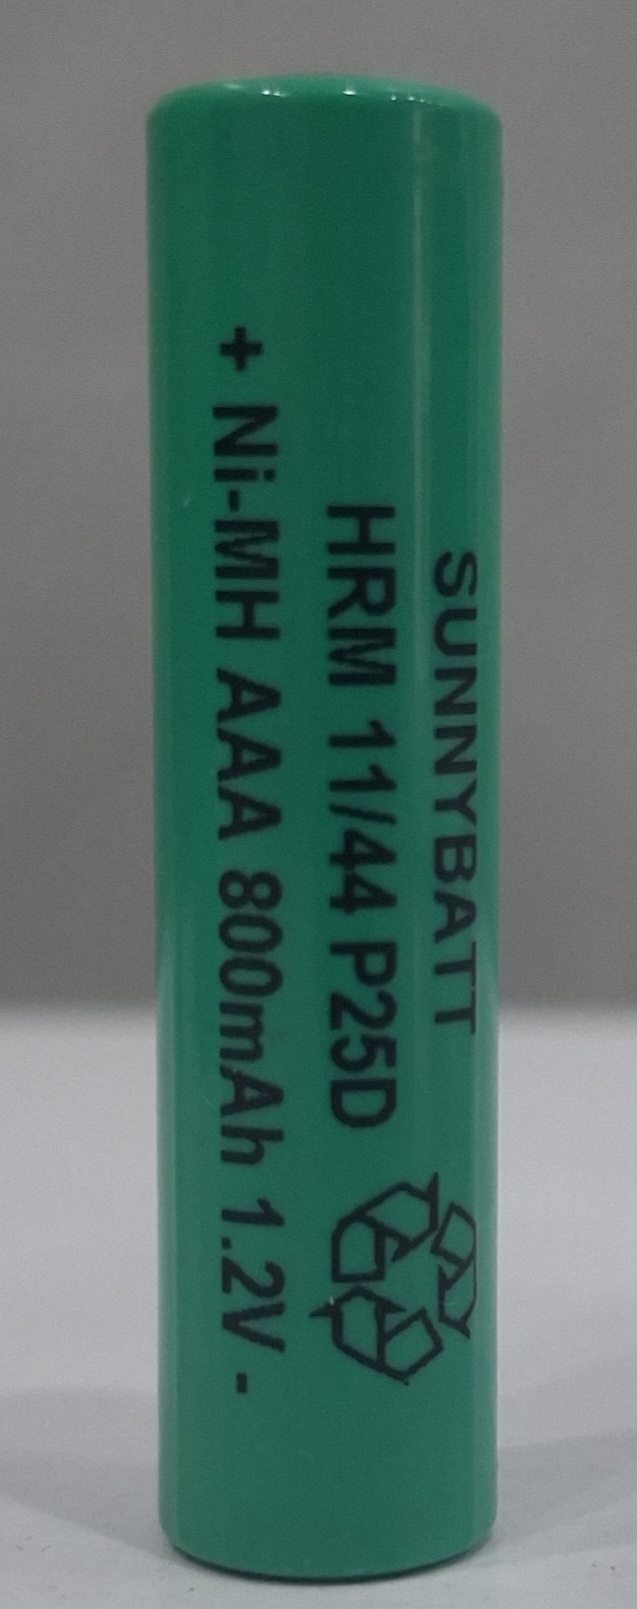 SUNNYBATT
HRM 11/44 P25D
+ Ni-MH AAA 800mAh 1.2V -